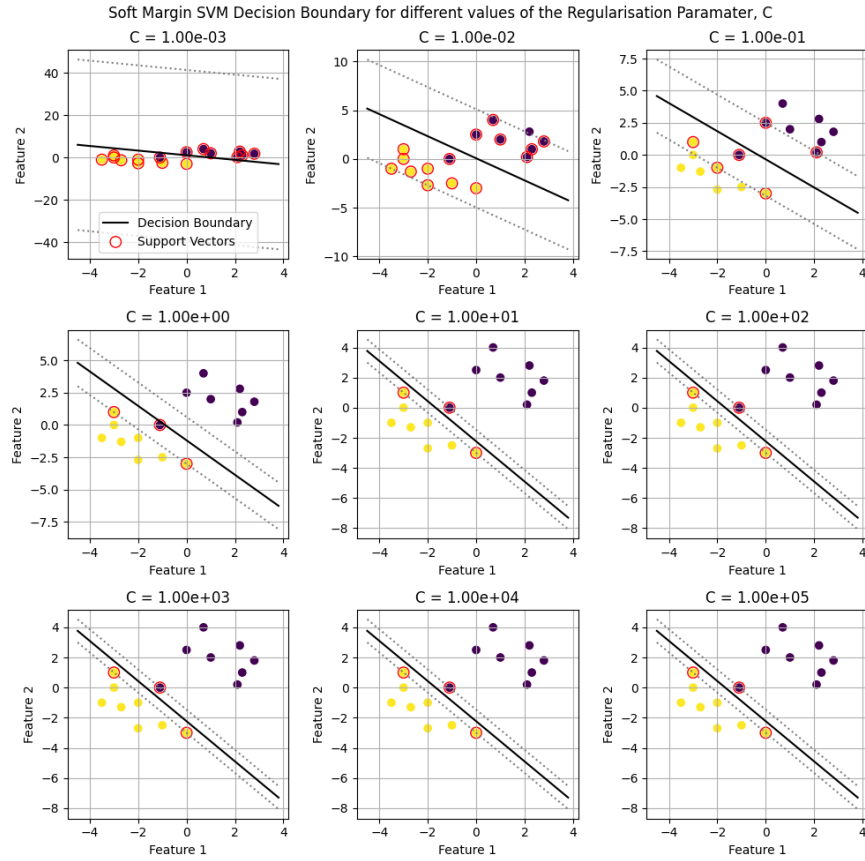 Soft Margin SVM Decision Boundary for different values of the Regularisation Paramater, C
C = 1.00e-03
C = 1.00e-02
C = 1.00e-01
40
20
0
−20
−40
Feature 2
Decision Boundary
Support Vectors
−4 −2 0 2 4
Feature 1
10
5
0
−5
−10
Feature 2
−4 −2 0 2 4
Feature 1
7.5
5.0
2.5
0.0
−2.5
−5.0
−7.5
Feature 2
−4 −2 0 2 4
Feature 1
C = 1.00e+00
C = 1.00e+01
C = 1.00e+02
5.0
2.5
0.0
−2.5
−5.0
−7.5
Feature 2
−4 −2 0 2 4
Feature 1
4
2
0
−2
−4
−6
−8
Feature 2
−4 −2 0 2 4
Feature 1
4
2
0
−2
−4
−6
−8
Feature 2
−4 −2 0 2 4
Feature 1
C = 1.00e+03
C = 1.00e+04
C = 1.00e+05
4
2
0
−2
−4
−6
−8
Feature 2
−4 −2 0 2 4
Feature 1
4
2
0
−2
−4
−6
−8
Feature 2
−4 −2 0 2 4
Feature 1
4
2
0
−2
−4
−6
−8
Feature 2
−4 −2 0 2 4
Feature 1